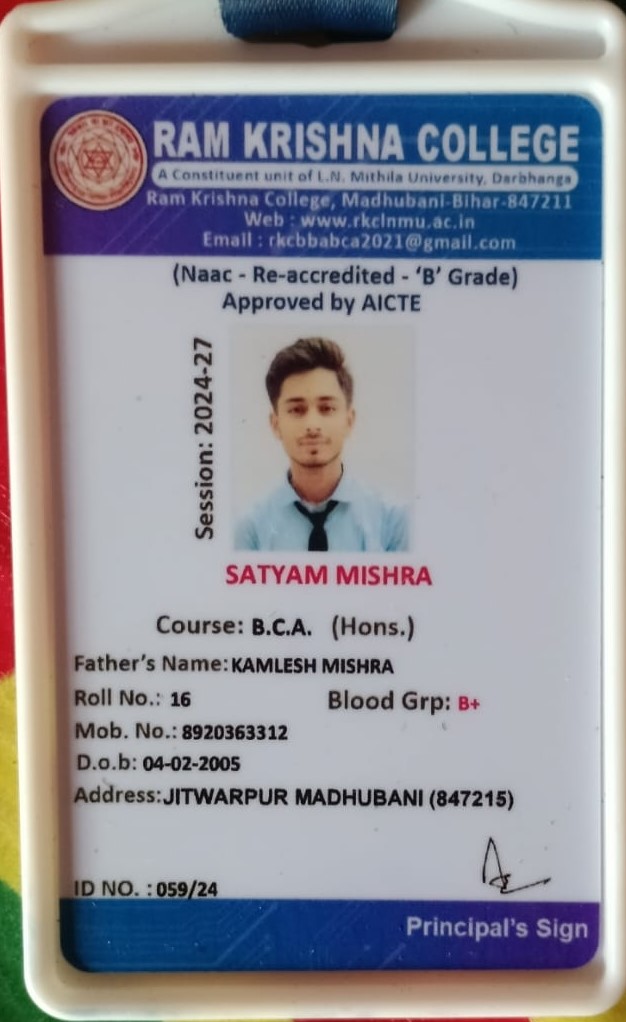 RAM KRISHNA COLLEGE
A Constituent unit of L.N. Mithila University, Darbhanga
Ram Krishna College, Madhubani-Bihar-847211
Web : www.rkclnmu.ac.in
Email : rkcbbabca2021@gmail.com
(Naac - Re-accredited - ‘B’ Grade)
Approved by AICTE
Session: 2024-27
SATYAM MISHRA
Course: B.C.A. (Hons.)
Father’s Name: KAMLESH MISHRA
Roll No.: 16 Blood Grp: B+
Mob. No.: 8920363312
D.o.b: 04-02-2005
Address:JITWARPUR MADHUBANI (847215)
ID NO. : 059/24
Principal’s Sign